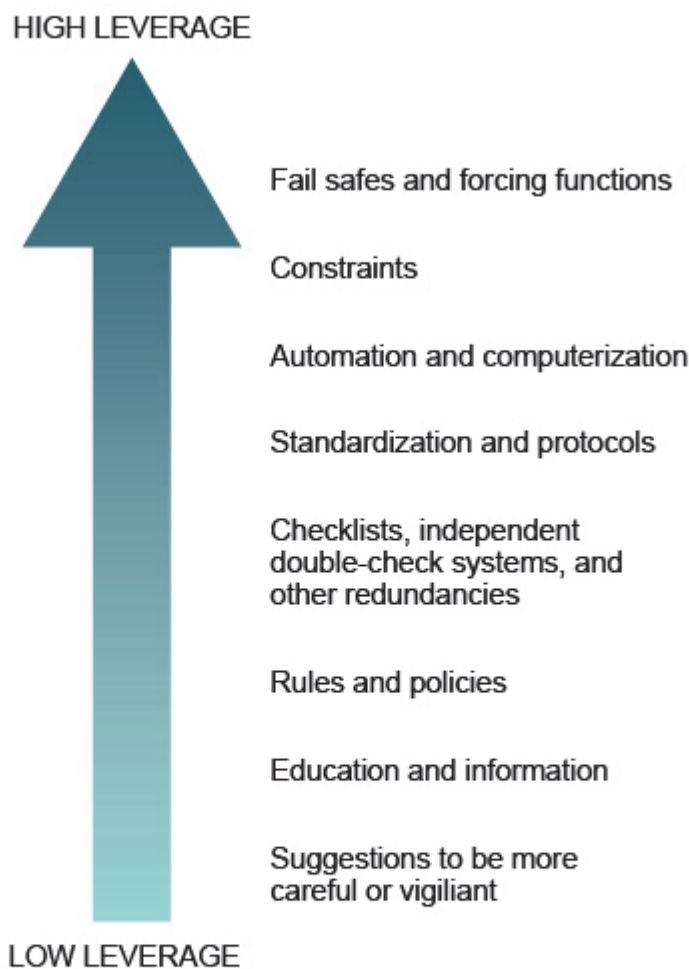 HIGH LEVERAGE
Fail safes and forcing functions
Constraints
Automation and computerization
Standardization and protocols
Checklists, independent
double-check systems, and
other redundancies
Rules and policies
Education and information
Suggestions to be more
careful or vigiliant
LOW LEVERAGE